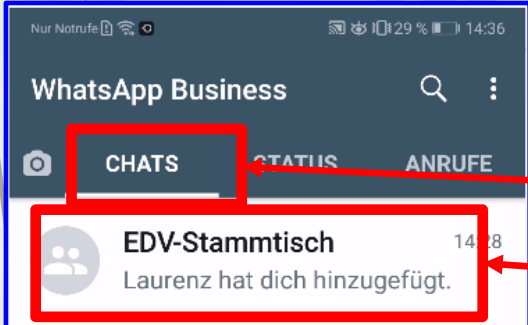 Nur Notrufe 29 % 14:36
WhatsApp Business
CHATS STATUS ANRUFE
EDV-Stammtisch 14:28
Laurenz hat dich hinzugefügt.